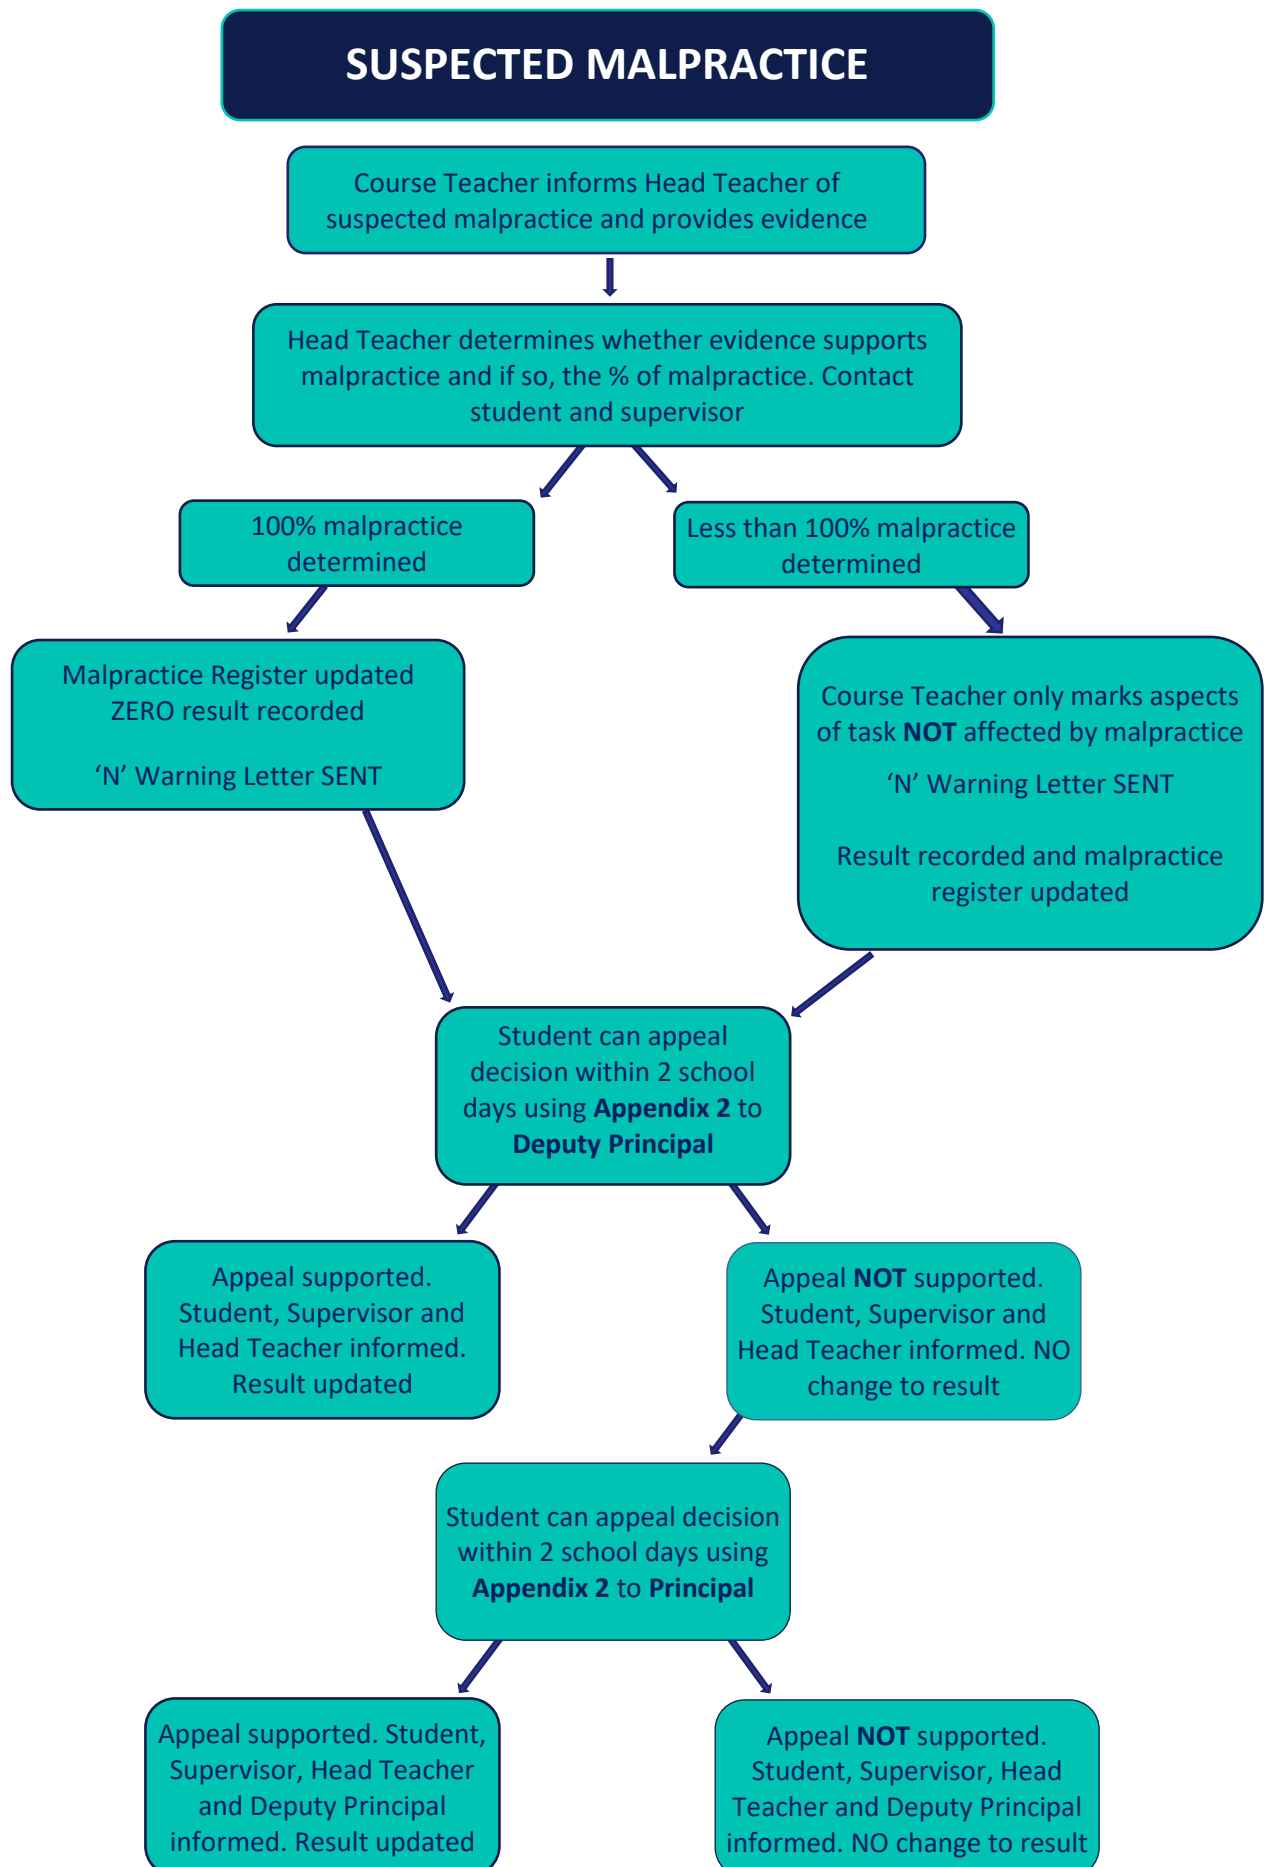 SUSPECTED MALPRACTICE
Course Teacher informs Head Teacher of
suspected malpractice and provides evidence
Head Teacher determines whether evidence supports
malpractice and if so, the % of malpractice. Contact
student and supervisor
100% malpractice
determined
Less than 100% malpractice
determined
Malpractice Register updated
ZERO result recorded
‘N’ Warning Letter SENT
Course Teacher only marks aspects
of task NOT affected by malpractice
‘N’ Warning Letter SENT
Result recorded and malpractice
register updated
Student can appeal
decision within 2 school
days using Appendix 2 to
Deputy Principal
Appeal supported.
Student, Supervisor and
Head Teacher informed.
Result updated
Appeal NOT supported.
Student, Supervisor and
Head Teacher informed. NO
change to result
Student can appeal decision
within 2 school days using
Appendix 2 to Principal
Appeal supported. Student,
Supervisor, Head Teacher
and Deputy Principal
informed. Result updated
Appeal NOT supported.
Student, Supervisor, Head
Teacher and Deputy Principal
informed. NO change to result